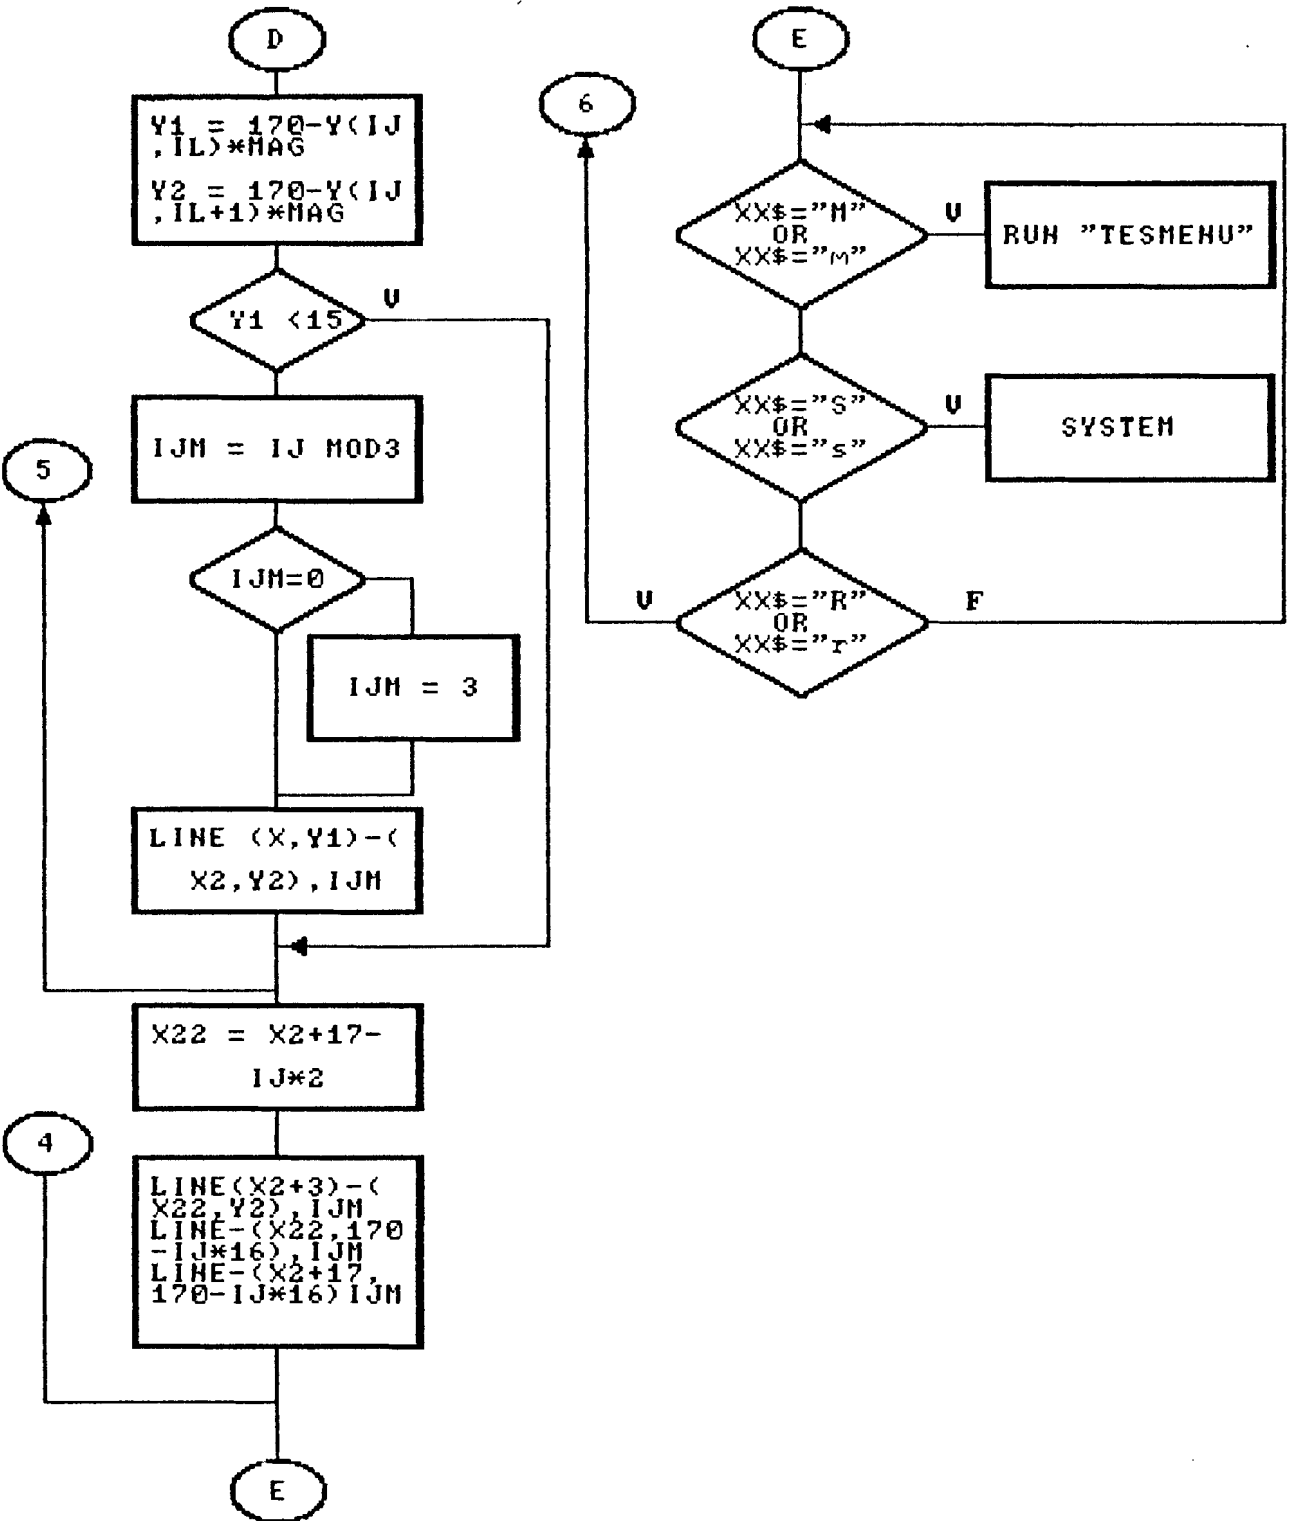 D
Y1 = 170-Y(IJ
,IL)*MAG
Y2 = 170-Y(IJ
,IL+1)*MAG
Y1 <15
V
IJM = IJ MOD3
5
IJM=0
IJM = 3
LINE (X,Y1)-(
X2,Y2),IJM
X22 = X2+17-
IJ*2
4
LINE(X2+3)-(
X22,Y2),IJM
LINE-(X22,170
-IJ*16),IJM
LINE-(X2+17,
170-IJ*16)IJM
E
E
6
XX$="M"
OR
XX$="m"
V
RUN "TESMENU"
XX$="S"
OR
XX$="s"
V
SYSTEM
V
XX$="R"
OR
XX$="r"
F